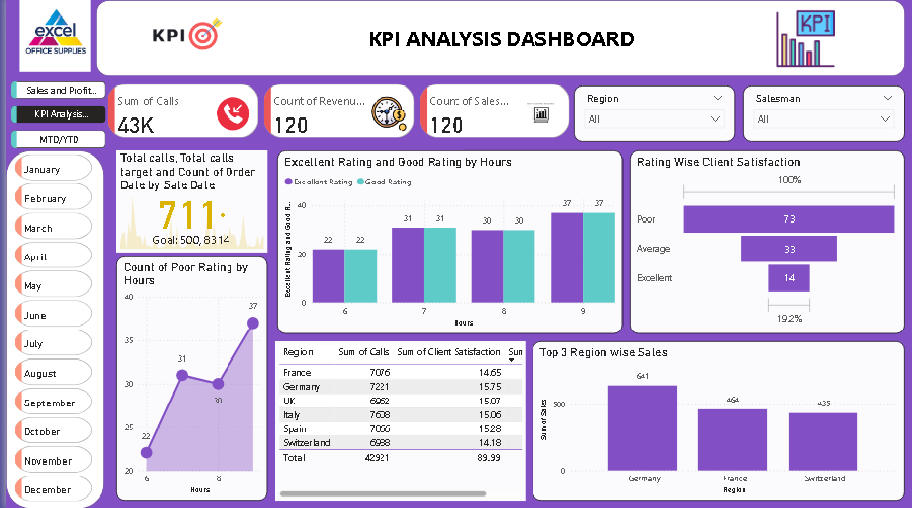 excel
OFFICE SUPPLIES
KPI
KPI ANALYSIS DASHBOARD
KPI
Sales and Profit...
KPI Analysis...
MTD/YTD
Sum of Calls
43K
Count of Revenu...
120
Count of Sales...
120
Region
All
Salesman
All
January
February
March
April
May
June
July
August
September
October
November
December
Total calls, Total calls
target and Count of Order
Date by Sale Date
711
Goal: 500, 8314
Count of Poor Rating by
Hours
40
35
30
25
20
22
31
30
37
6
8
Hours
Excellent Rating and Good Rating by Hours
Excellent Rating
Good Rating
Excellent Rating and Good R...
40
20
0
22 22
31 31
30 30
37 37
6 7 8 9
Hours
Rating Wise Client Satisfaction
100%
Poor 73
Average 33
Excellent 14
19.2%
Region Sum of Calls Sum of Client Satisfaction Sum
France 7076 14.65
Germany 7221 15.75
UK 15.07
Italy 15.06
Spain 15.28
Switzerland 14.18
Total 42921 89.99
Top 3 Region wise Sales
Sum of Sales
500
0
641
464
435
Germany France Switzerland
Region